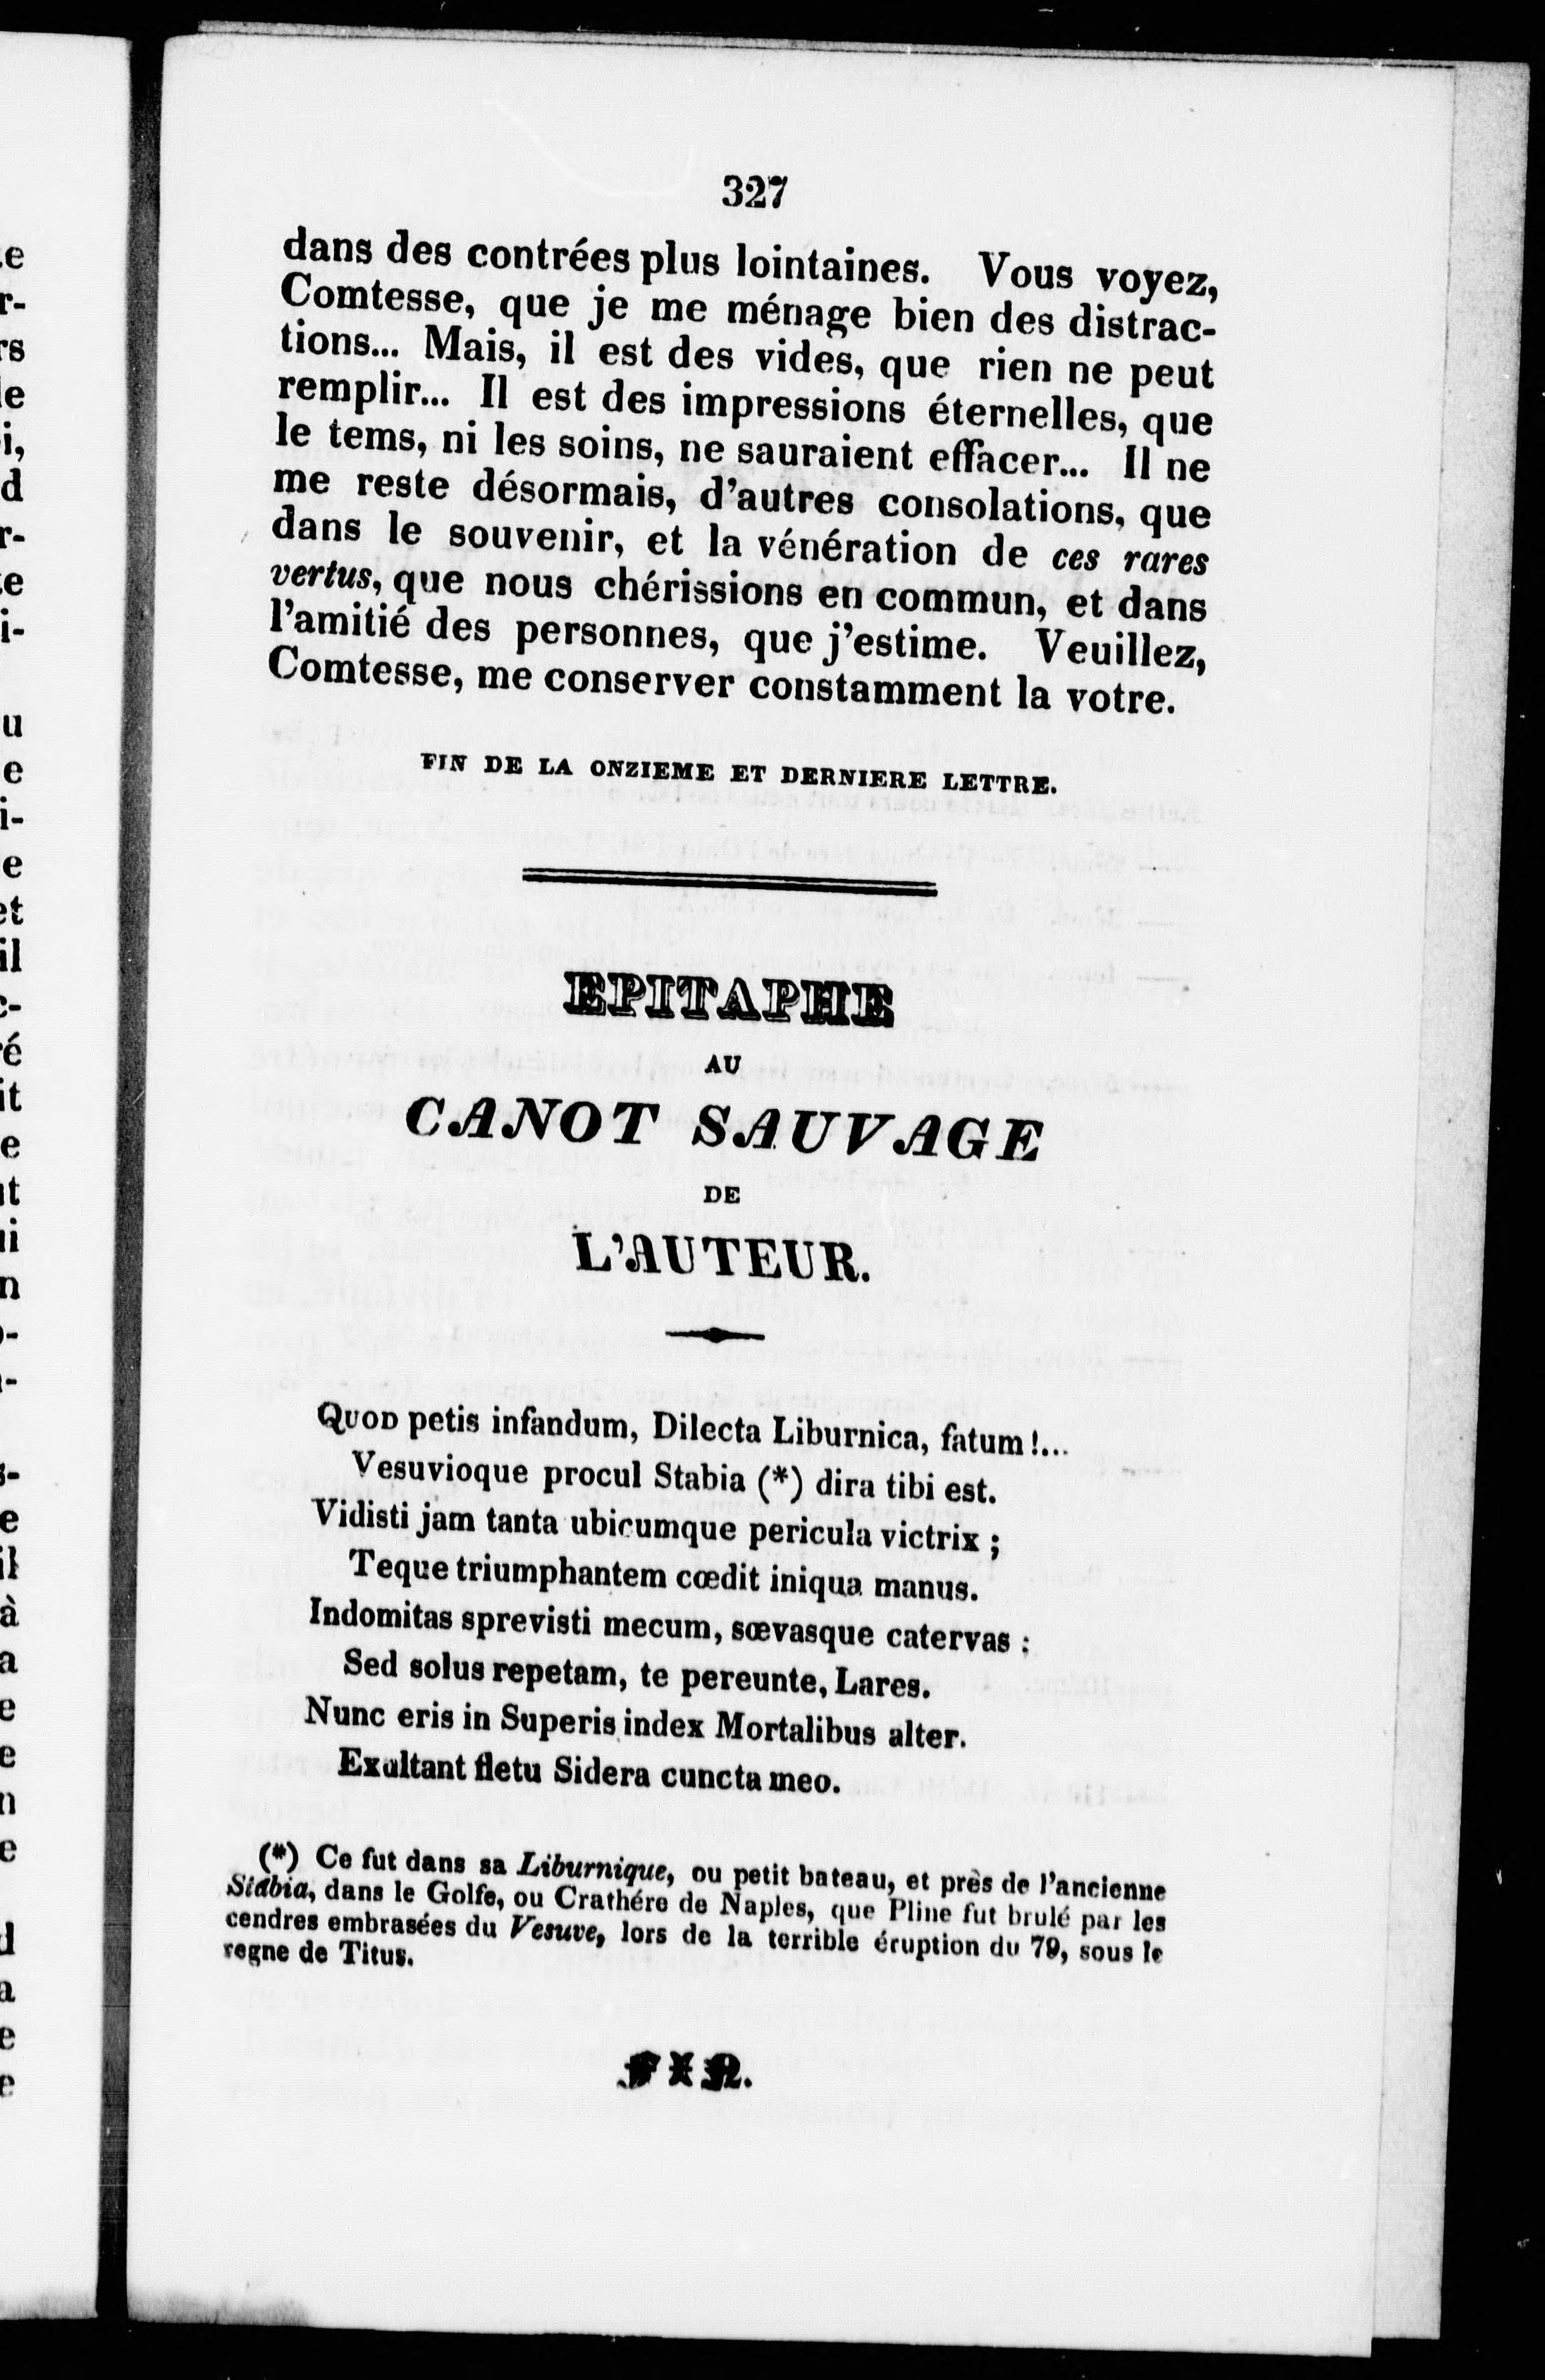 327
dans des contrées plus lointaines. Vous voyez,
Comtesse, que je me ménage bien des distrac-
tions... Mais, il est des vides, que rien ne peut
remplir... Il est des impressions éternelles, que
le tems, ni les soins, ne sauraient effacer... Il ne
me reste désormais, d'autres consolations, que
dans le souvenir, et la vénération de ces rares
vertus, que nous chérissions en commun, et dans
l'amitié des personnes, que j'estime. Veuillez,
Comtesse, me conserver constamment la votre.
FIN DE LA ONZIEME ET DERNIERE LETTRE.
EPITAPHE
AU
CANOT SAUVAGE
DE
L'AUTEUR.
QUOD petis infandum, Dilecta Liburnica, fatum !...
Vesuvioque procul Stabia (*) dira tibi est.
Vidisti jam tanta ubicumque pericula victrix ;
Teque triumphantem cœdit iniqua manus.
Indomitas sprevisti mecum, sœvasque catervas :
Sed solus repetam, te pereunte, Lares.
Nunc eris in Superis index Mortalibus alter.
Exultant fletu Sidera cuncta meo.
(*) Ce fut dans sa Liburnique, ou petit bateau, et près de l'ancienne
Stabia, dans le Golfe, ou Crathére de Naples, que Pline fut brulé par les
cendres embrasées du Vesuve, lors de la terrible éruption du 79, sous le
regne de Titus.
FIN.